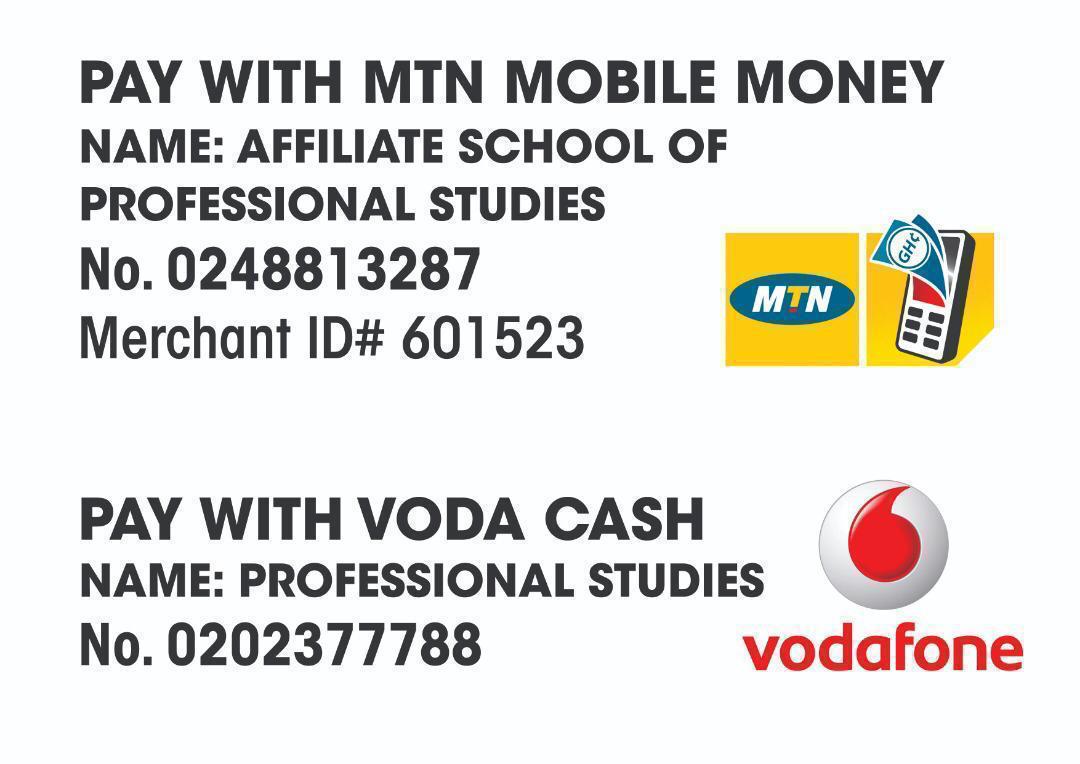 PAY WITH MTN MOBILE MONEY
NAME: AFFILIATE SCHOOL OF
PROFESSIONAL STUDIES
No. 0248813287
Merchant ID# 601523
MTN
GH¢
PAY WITH VODA CASH
NAME: PROFESSIONAL STUDIES
No. 0202377788
vodafone